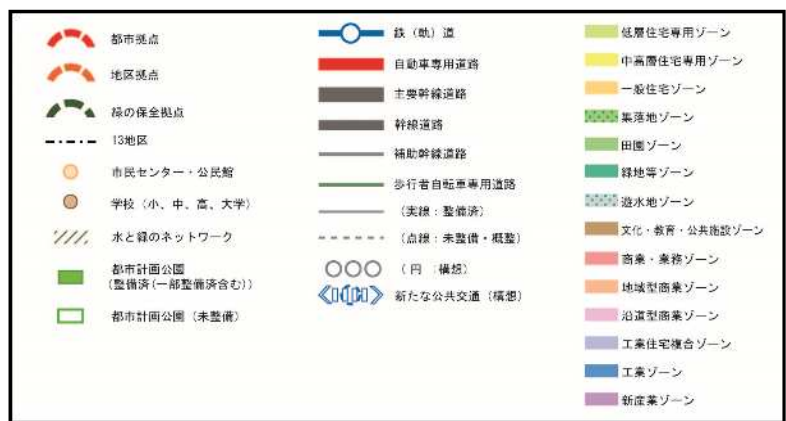 都市拠点
地区拠点
緑の保全拠点
13地区
市民センター・公民館
学校（小、中、高、大学）
水と緑のネットワーク
都市計画公園
（整備済（一部整備済含む））
都市計画公園（未整備）
鉄（軌）道
自動車専用道路
主要幹線道路
幹線道路
補助幹線道路
歩行者自転車専用道路
（実線：整備済）
（点線：未整備・概整）
（円　：構想）
新たな公共交通（構想）
低層住宅専用ゾーン
中高層住宅専用ゾーン
一般住宅ゾーン
集落地ゾーン
田園ゾーン
緑地等ゾーン
遊水地ゾーン
文化・教育・公共施設ゾーン
商業・業務ゾーン
地域型商業ゾーン
沿道型商業ゾーン
工業住宅複合ゾーン
工業ゾーン
新産業ゾーン